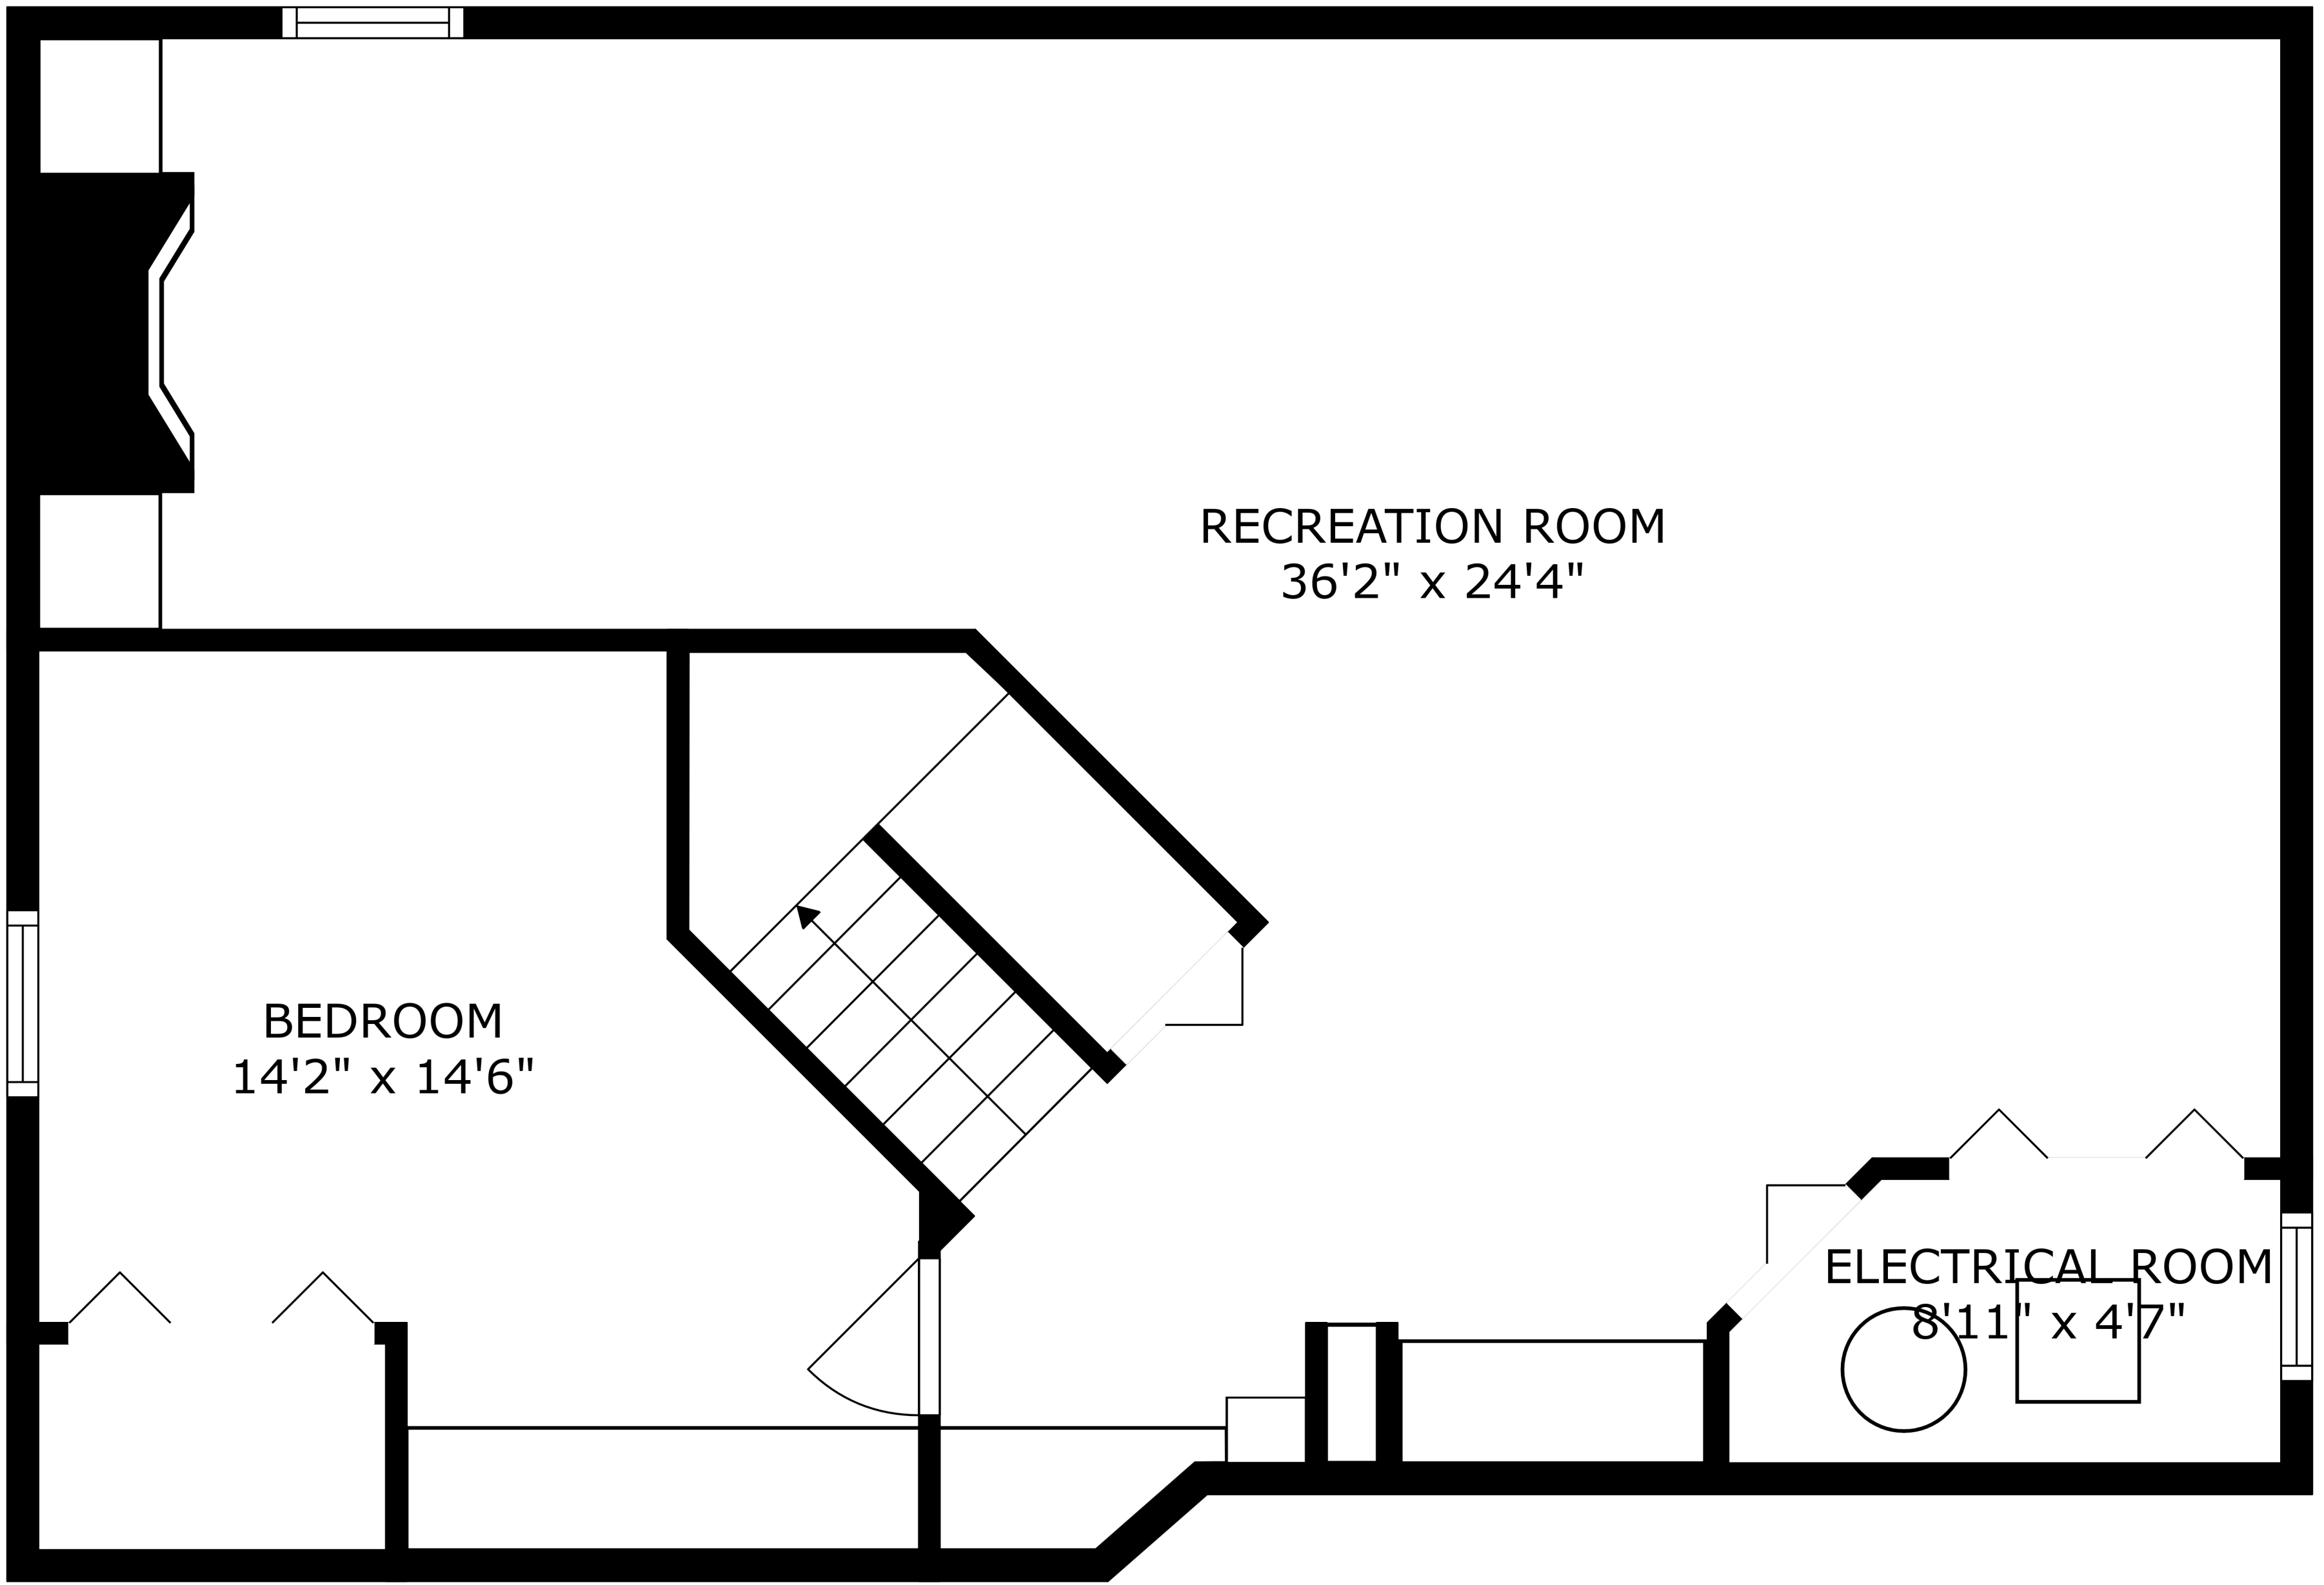 RECREATION ROOM
36'2" x 24'4"
BEDROOM
14'2" x 14'6"
ELECTRICAL ROOM
8'11" x 4'7"